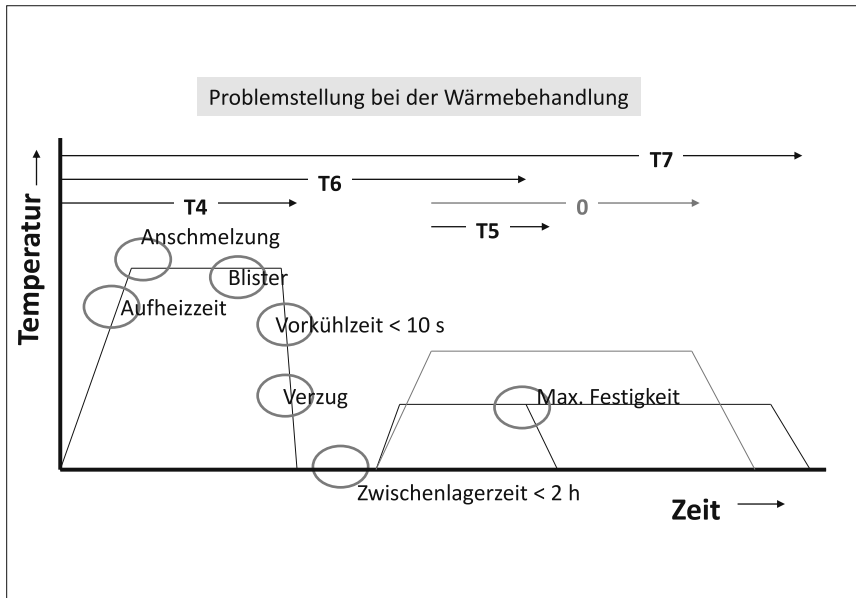 Problemstellung bei der Wärmebehandlung
T7
T6
T4
0
T5
Temperatur
Anschmelzung
Blister
Aufheizzeit
Vorkühlzeit < 10 s
Verzug
Max. Festigkeit
Zwischenlagerzeit < 2 h
Zeit